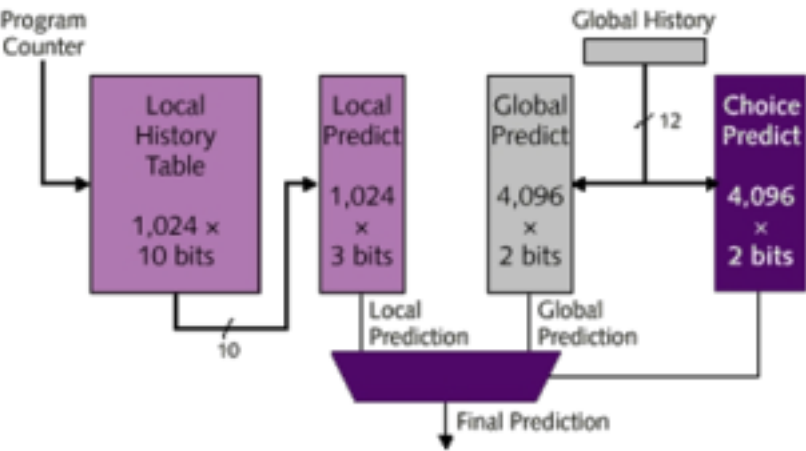 Program
Counter
Global History
Local
History
Table
1,024 ×
10 bits
Local
Predict
1,024
×
3 bits
Global
Predict
4,096
×
2 bits
12
Choice
Predict
4,096
×
2 bits
10
Local
Prediction
Global
Prediction
Final Prediction